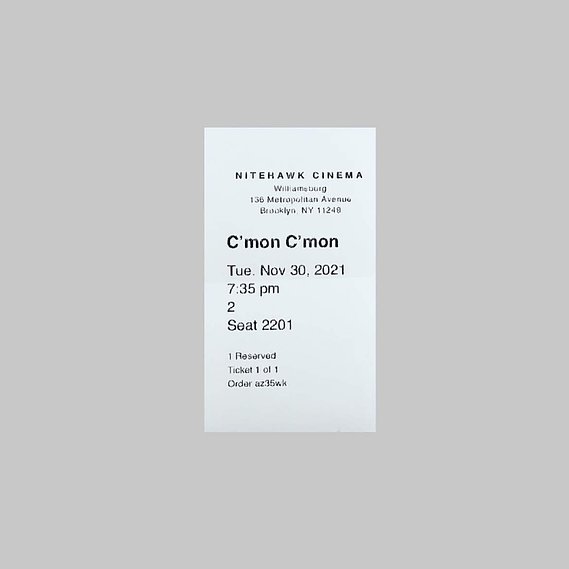 NITEHAWK CINEMA
Williamsburg
136 Metropolitan Avenue
Brooklyn, NY 11249
C'mon C'mon
Tue. Nov 30, 2021
7:35 pm
2
Seat 2201
1 Reserved
Ticket 1 of 1
Order az35wk